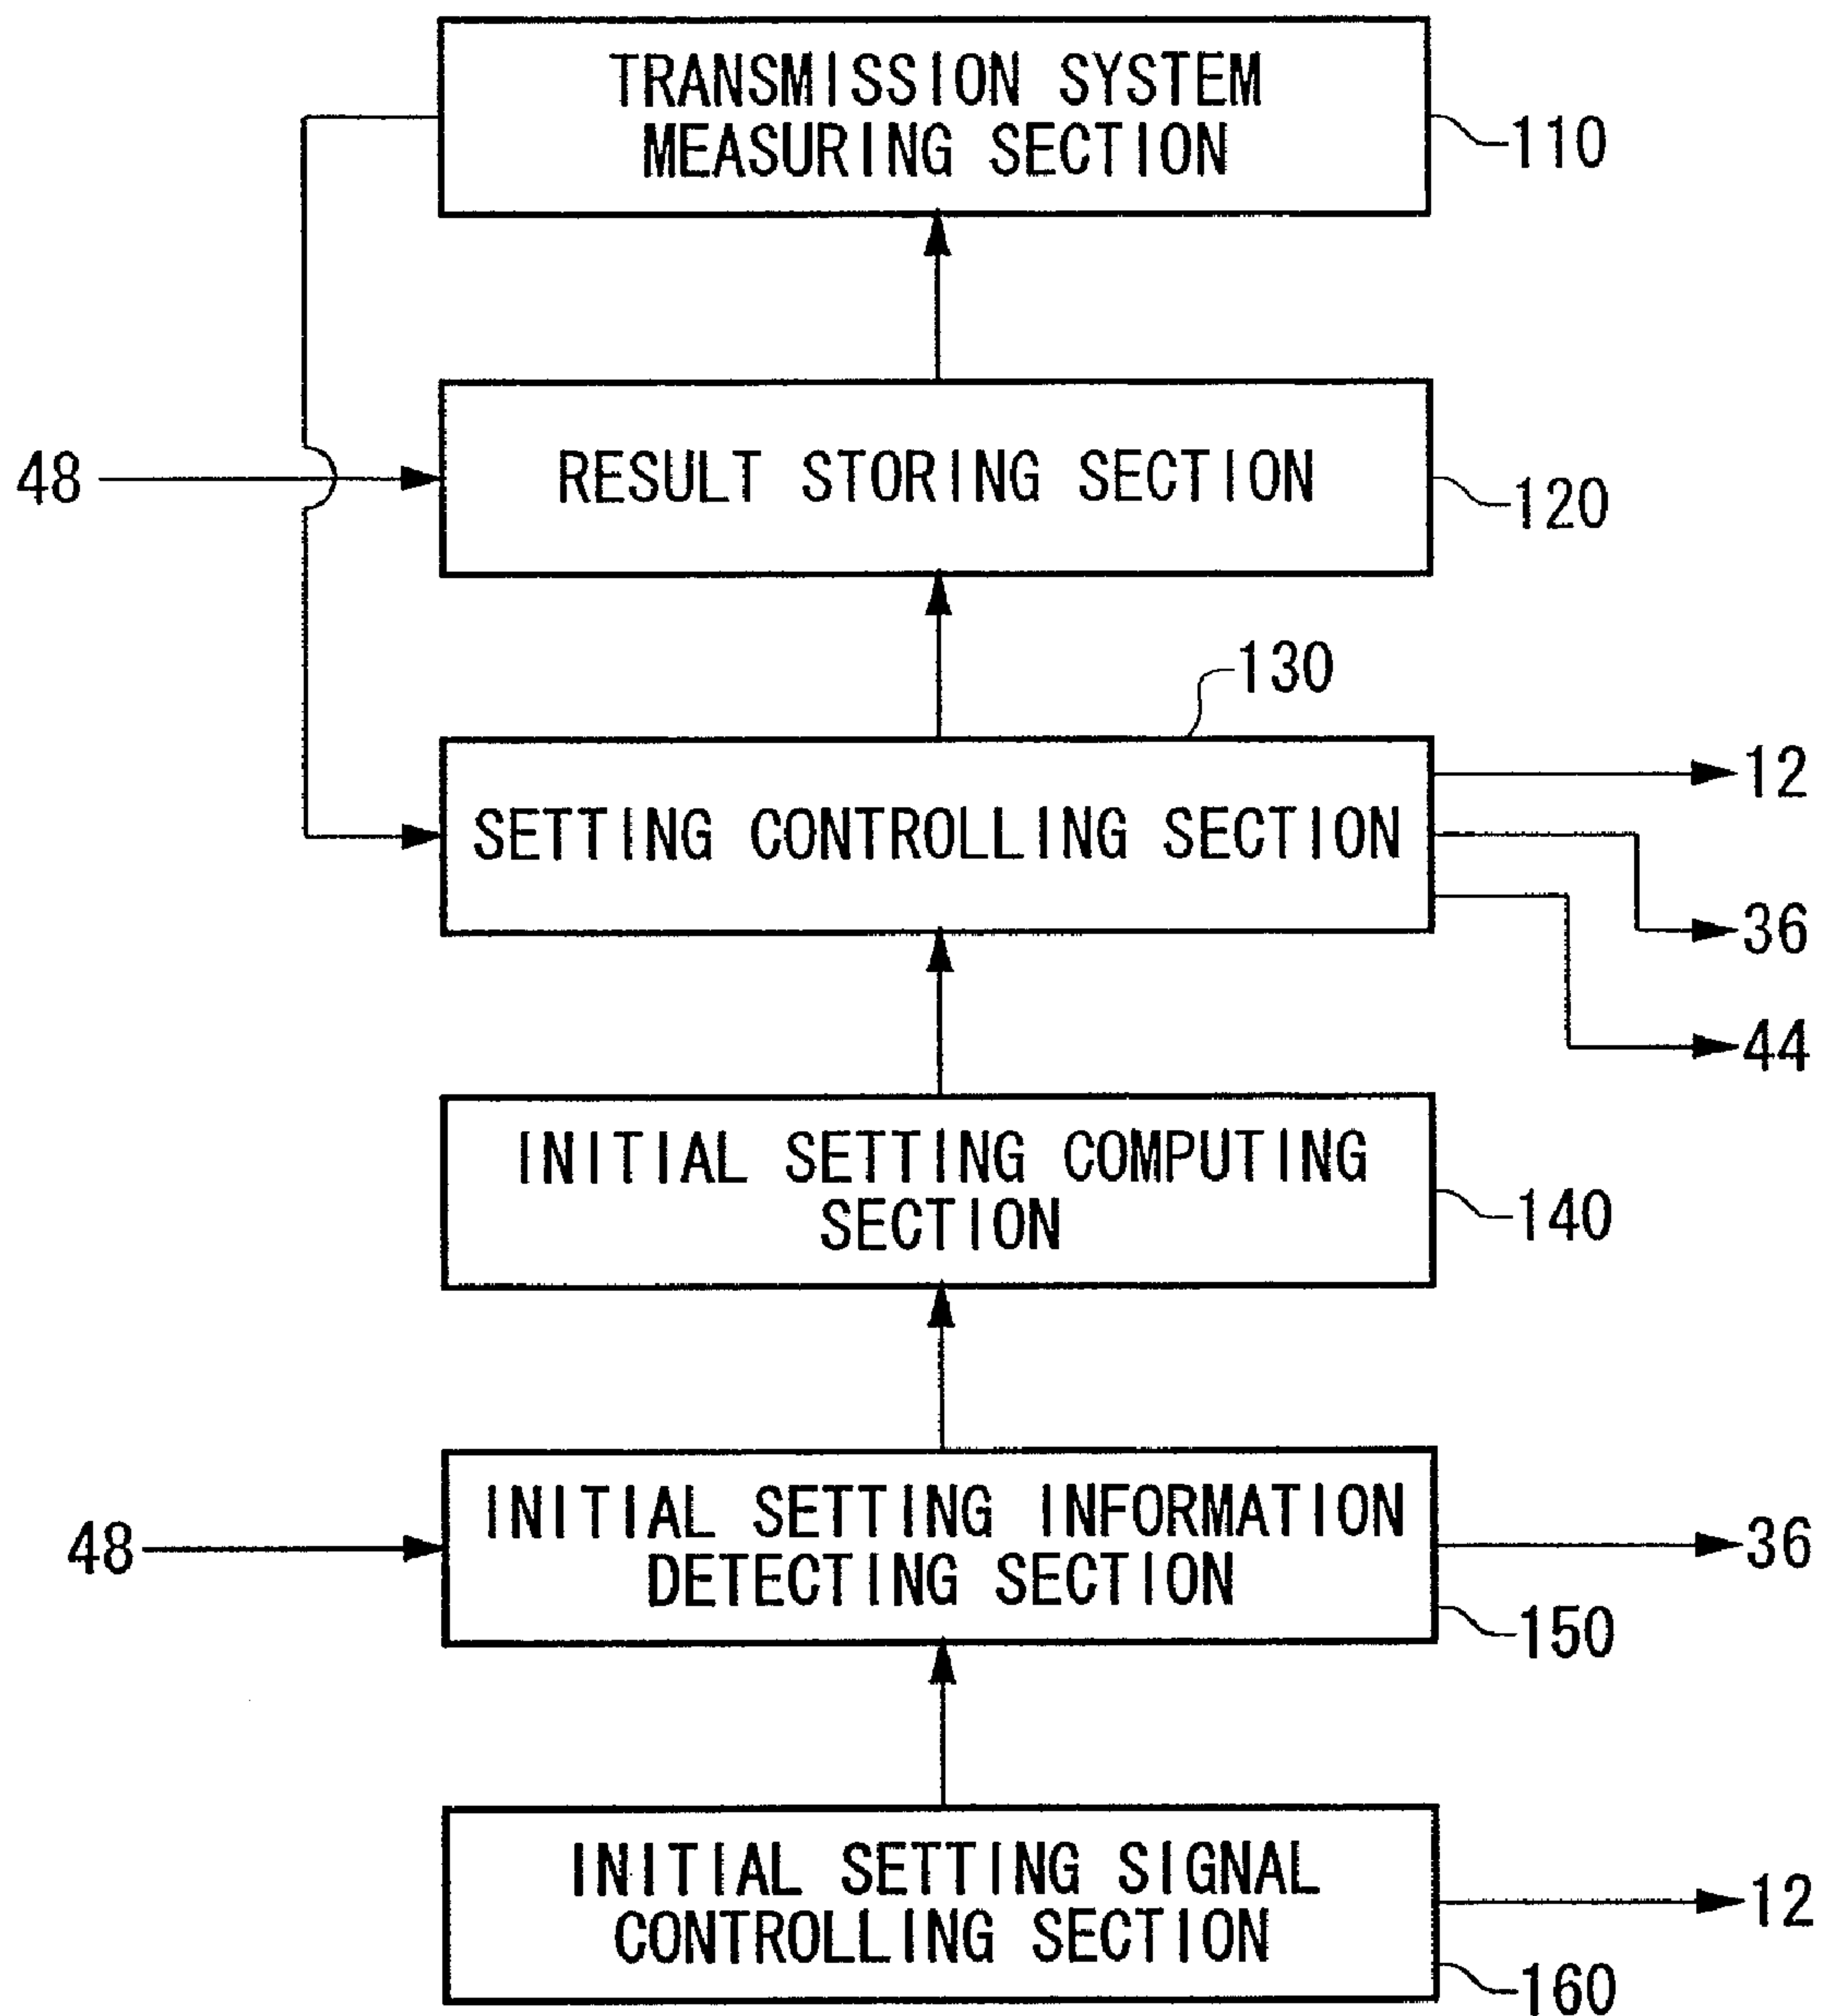 TRANSMISSION SYSTEM
MEASURING SECTION
110
48
RESULT STORING SECTION
120
130
SETTING CONTROLLING SECTION
12
36
44
INITIAL SETTING COMPUTING
SECTION
140
48
INITIAL SETTING INFORMATION
DETECTING SECTION
36
150
INITIAL SETTING SIGNAL
CONTROLLING SECTION
12
160